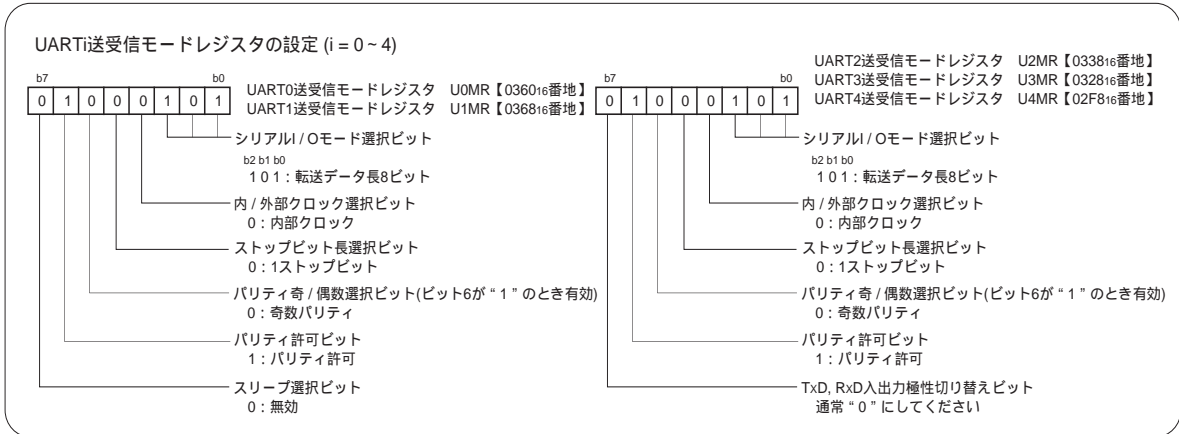 UARTi送受信モードレジスタの設定 (i = 0 ~ 4)
b7 b0
0 1 0 0 0 1 0 1
UART0送受信モードレジスタ U0MR【036016番地】
UART1送受信モードレジスタ U1MR【036816番地】
シリアルI / Oモード選択ビット
b2 b1 b0
1 0 1 : 転送データ長8ビット
内 / 外部クロック選択ビット
0 : 内部クロック
ストップビット長選択ビット
0 : 1ストップビット
パリティ奇 / 偶数選択ビット(ビット6が “ 1 ” のとき有効)
0 : 奇数パリティ
パリティ許可ビット
1 : パリティ許可
スリープ選択ビット
0 : 無効
b7 b0
0 1 0 0 0 1 0 1
UART2送受信モードレジスタ U2MR【033816番地】
UART3送受信モードレジスタ U3MR【032816番地】
UART4送受信モードレジスタ U4MR【02F816番地】
シリアルI / Oモード選択ビット
b2 b1 b0
1 0 1 : 転送データ長8ビット
内 / 外部クロック選択ビット
0 : 内部クロック
ストップビット長選択ビット
0 : 1ストップビット
パリティ奇 / 偶数選択ビット(ビット6が “ 1 ” のとき有効)
0 : 奇数パリティ
パリティ許可ビット
1 : パリティ許可
TxD, RxD入出力極性切り替えビット
通常 “ 0 ” にしてください